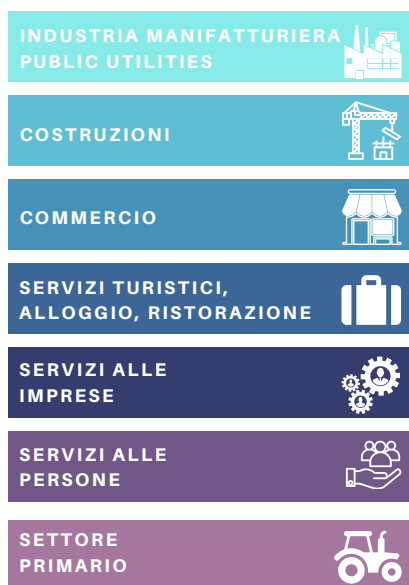 INDUSTRIA MANIFATTURIERA
PUBLIC UTILITIES
COSTRUZIONI
COMMERCIO
SERVIZI TURISTICI,
ALLOGGIO, RISTORAZIONE
SERVIZI ALLE
IMPRESE
SERVIZI ALLE
PERSONE
SETTORE
PRIMARIO